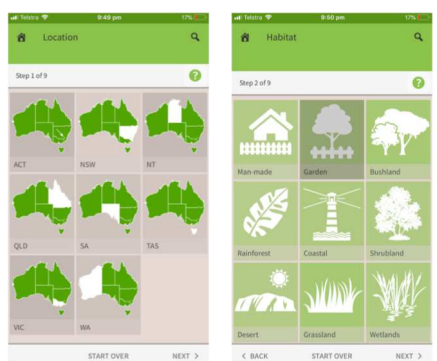 Telstra 9:49 pm 17%
Location
Step 1 of 9 ?
ACT NSW NT
QLD SA TAS
VIC WA
START OVER NEXT >
Telstra 9:50 pm 17%
Habitat
Step 2 of 9 ?
Man-made Garden Bushland
Rainforest Coastal Shrubland
Desert Grassland Wetlands
< BACK START OVER NEXT >